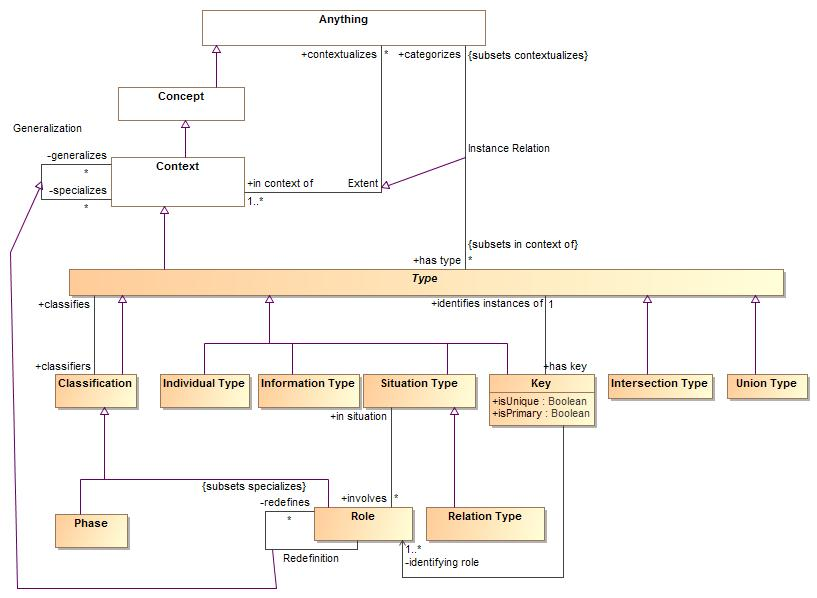 Anything
+contextualizes
*
+categorizes
{subsets contextualizes}
Concept
Generalization
Instance Relation
-generalizes
*
Context
-specializes
*
+in context of
1..*
Extent
{subsets in context of}
+has type
*
Type
+classifies
+identifies instances of
1
+classifiers
+has key
Classification
Individual Type
Information Type
Situation Type
Key
+isUnique : Boolean
+isPrimary : Boolean
Intersection Type
Union Type
+in situation
{subsets specializes}
-redefines
*
+involves
*
Phase
Role
Relation Type
Redefinition
1..*
-identifying role